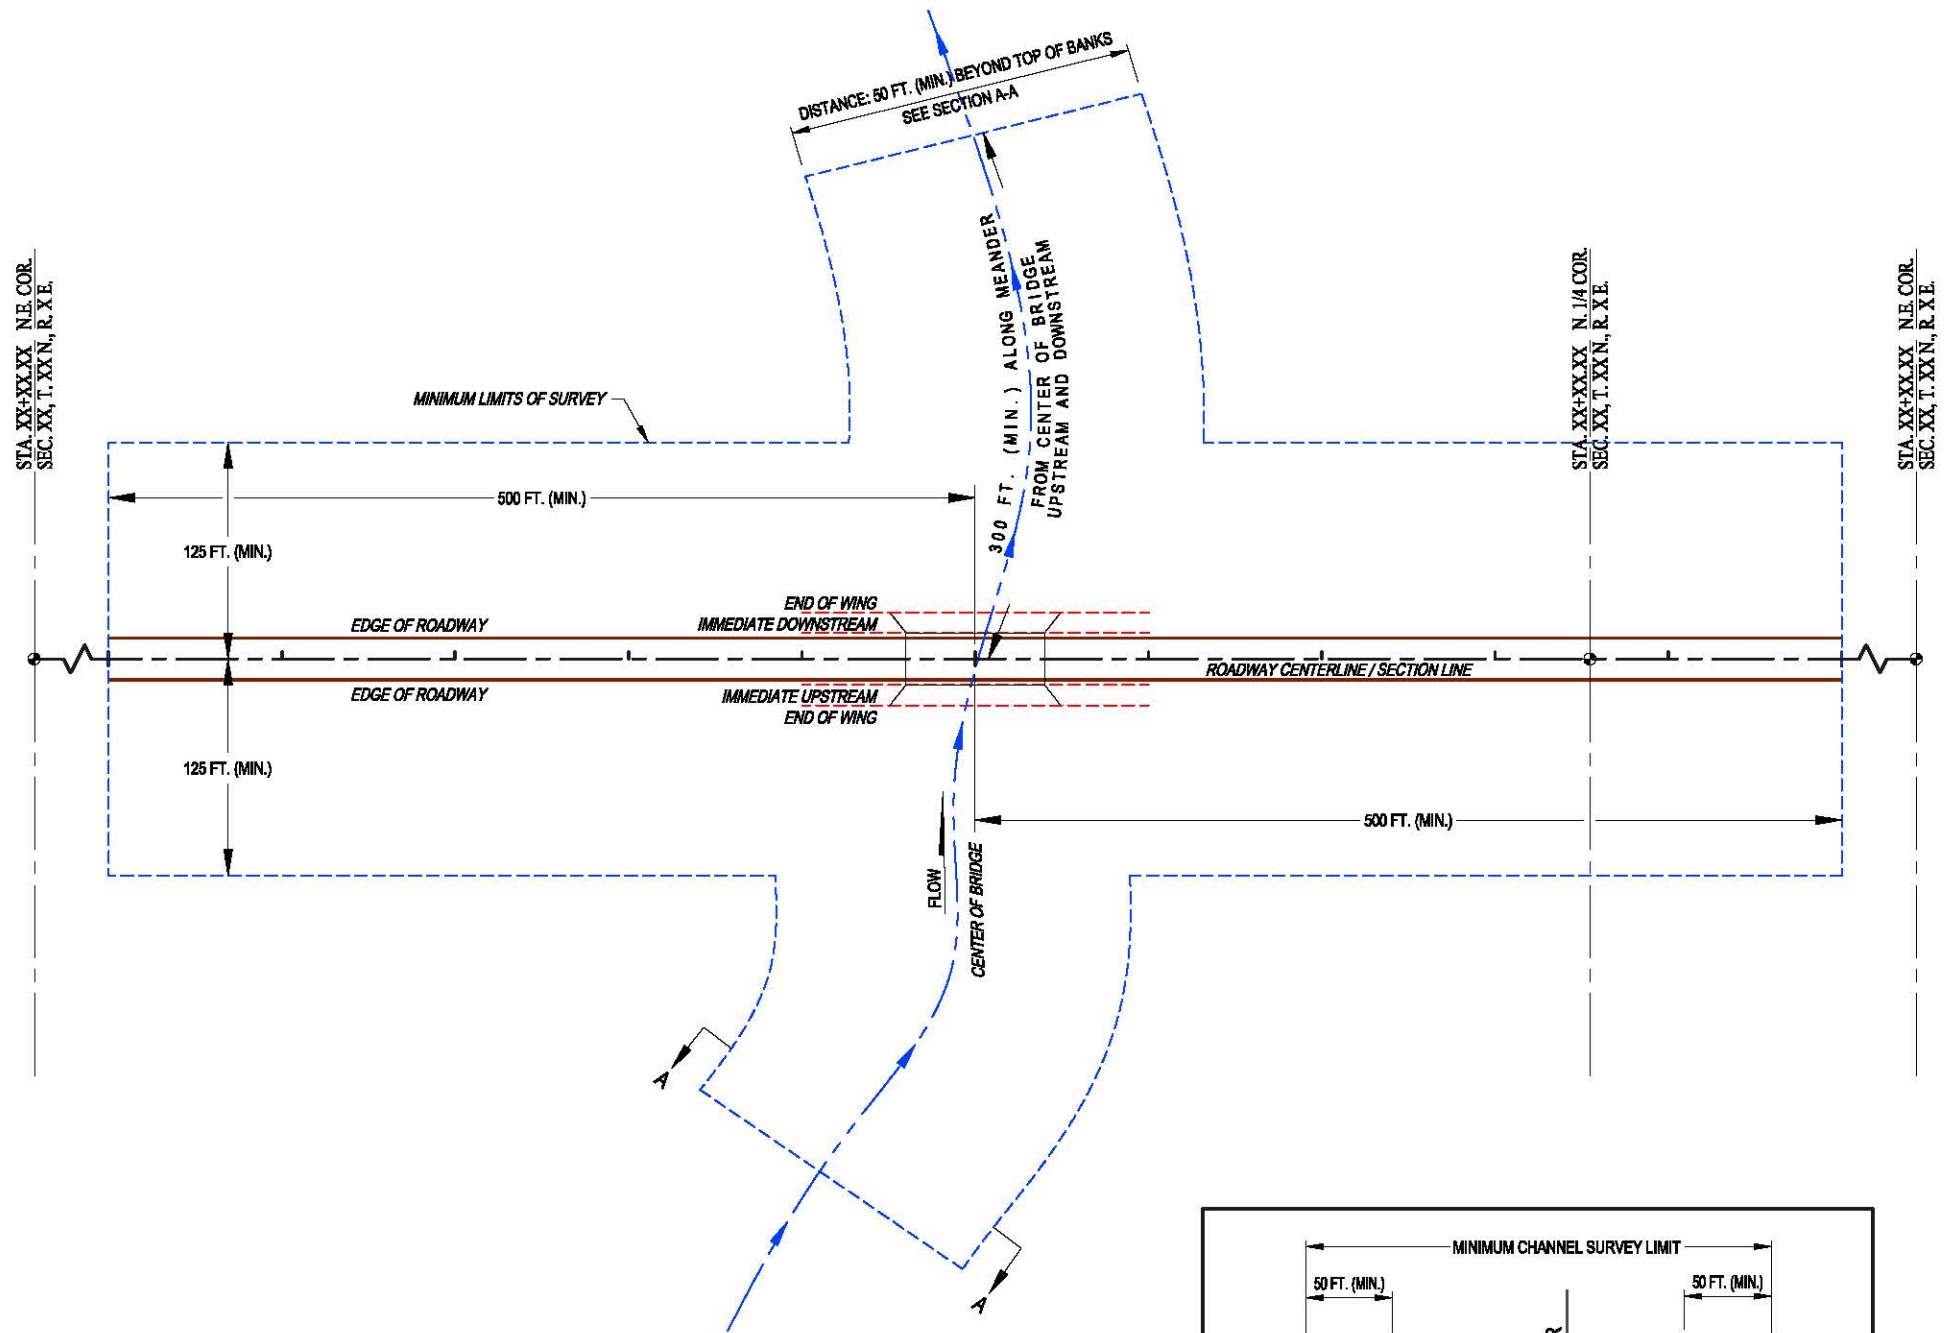 DISTANCE: 50 FT. (MIN.) BEYOND TOP OF BANKS
SEE SECTION A-A
STA. XX+XX.XX N.E. COR.
SEC. XX, T. XX N., R. X E.
300 FT. (MIN.) ALONG MEANDER
FROM CENTER OF BRIDGE
UPSTREAM AND DOWNSTREAM
STA. XX+XX.XX N. 1/4 COR.
SEC. XX, T. XX N., R. X E.
STA. XX+XX.XX N.E. COR.
SEC. XX, T. XX N., R. X E.
MINIMUM LIMITS OF SURVEY
500 FT. (MIN.)
125 FT. (MIN.)
END OF WING
EDGE OF ROADWAY
IMMEDIATE DOWNSTREAM
ROADWAY CENTERLINE / SECTION LINE
EDGE OF ROADWAY
IMMEDIATE UPSTREAM
END OF WING
125 FT. (MIN.)
500 FT. (MIN.)
FLOW
CENTER OF BRIDGE
A
A
MINIMUM CHANNEL SURVEY LIMIT
50 FT. (MIN.)
50 FT. (MIN.)